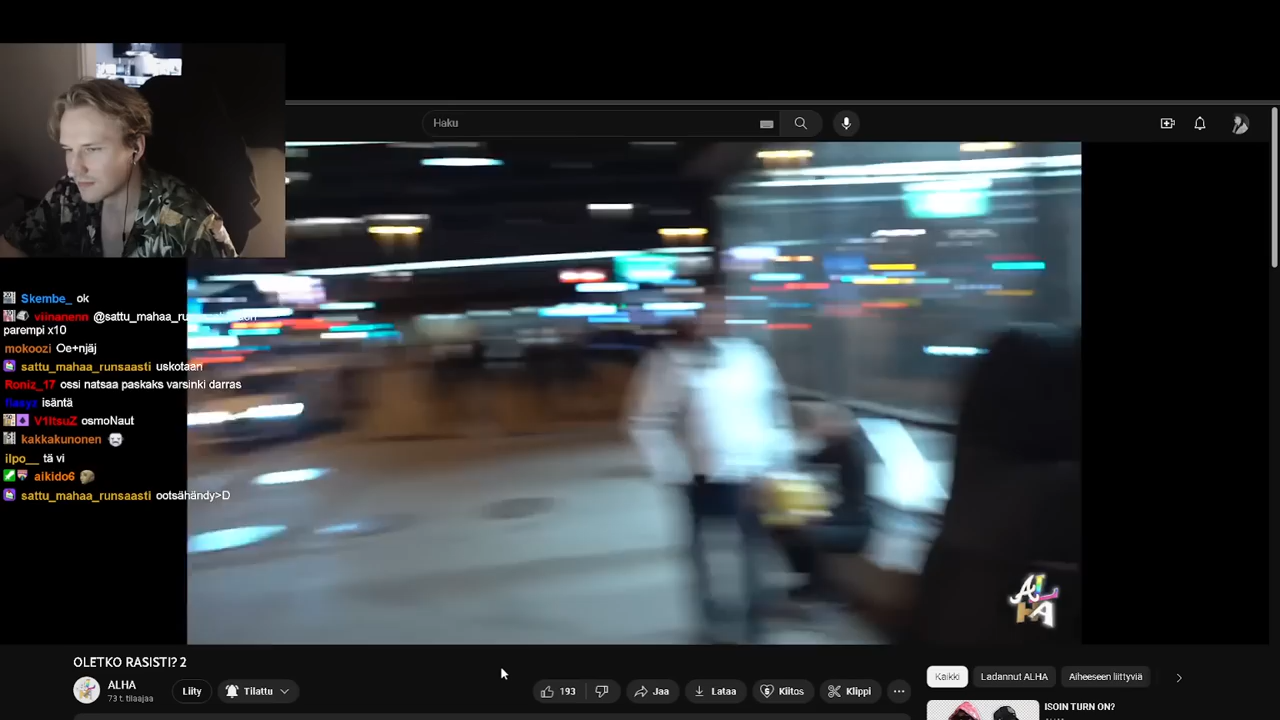 Haku
Skembe_ ok
viinanenn @sattu_mahaa_runsaasti
parempi x10
mokoozi Oe+njäj
sattu_mahaa_runsaasti uskotaan
Roniz_17 ossi natsaa paskaks varsinki darras
isäntä
V1ltsuZ osmoNaut
kakkakunonen
ilpo__ tä vi
aikido6
sattu_mahaa_runsaasti ootsähändy>D
ALHA
OLETKO RASISTI? 2
ALHA
73 t. tilaajaa
Liity
Tilattu
193
Jaa
Lataa
Kiitos
Klippi
Kaikki
Ladannut ALHA
Aiheeseen liittyviä
ISOIN TURN ON?